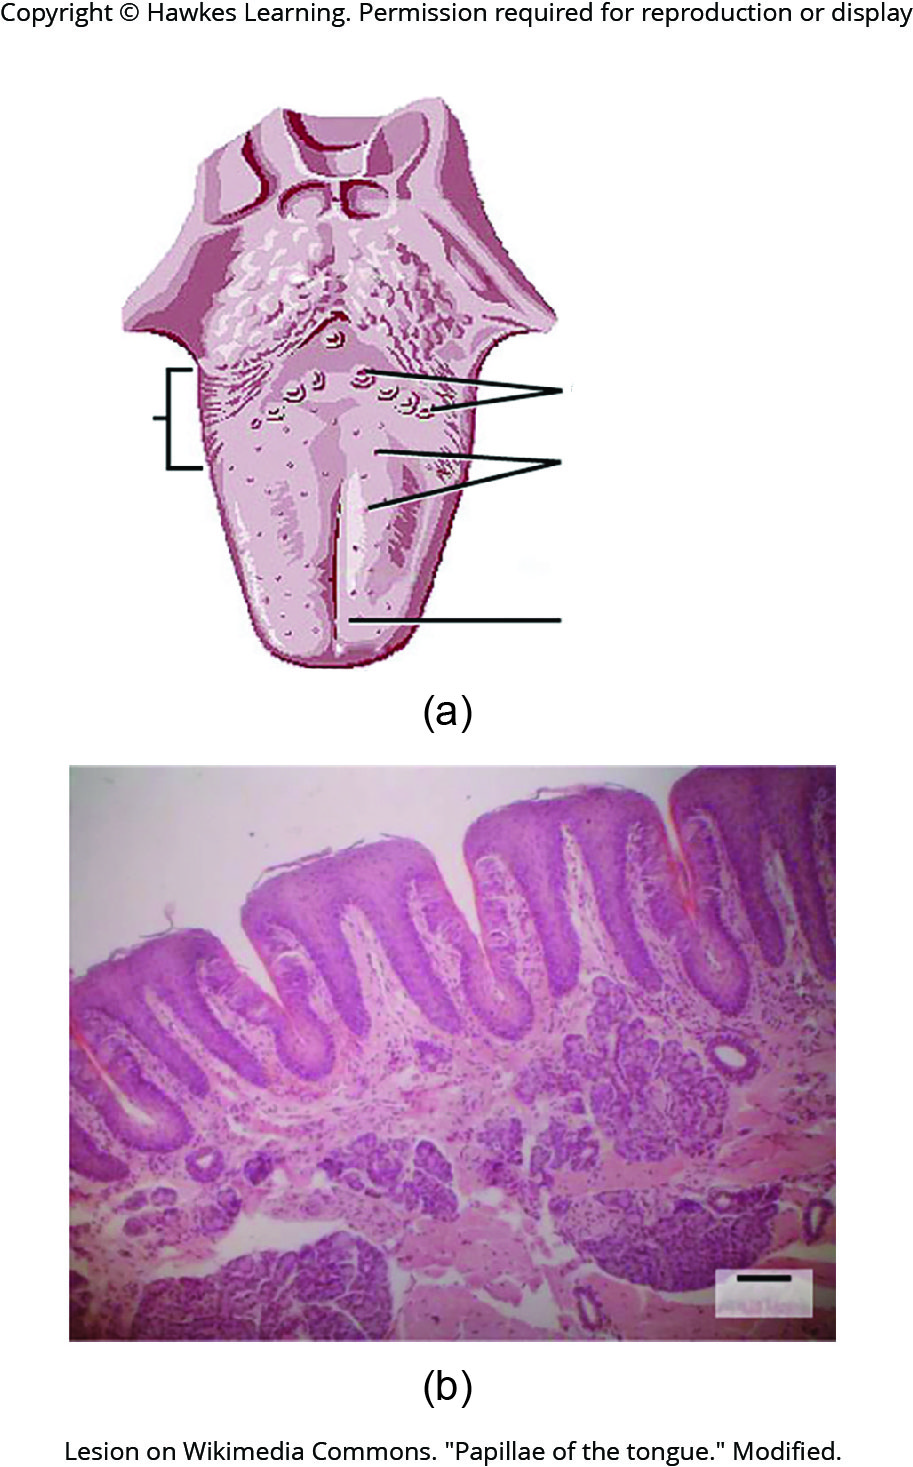 Copyright © Hawkes Learning. Permission required for reproduction or display
(a)
(b)
Lesion on Wikimedia Commons. "Papillae of the tongue." Modified.